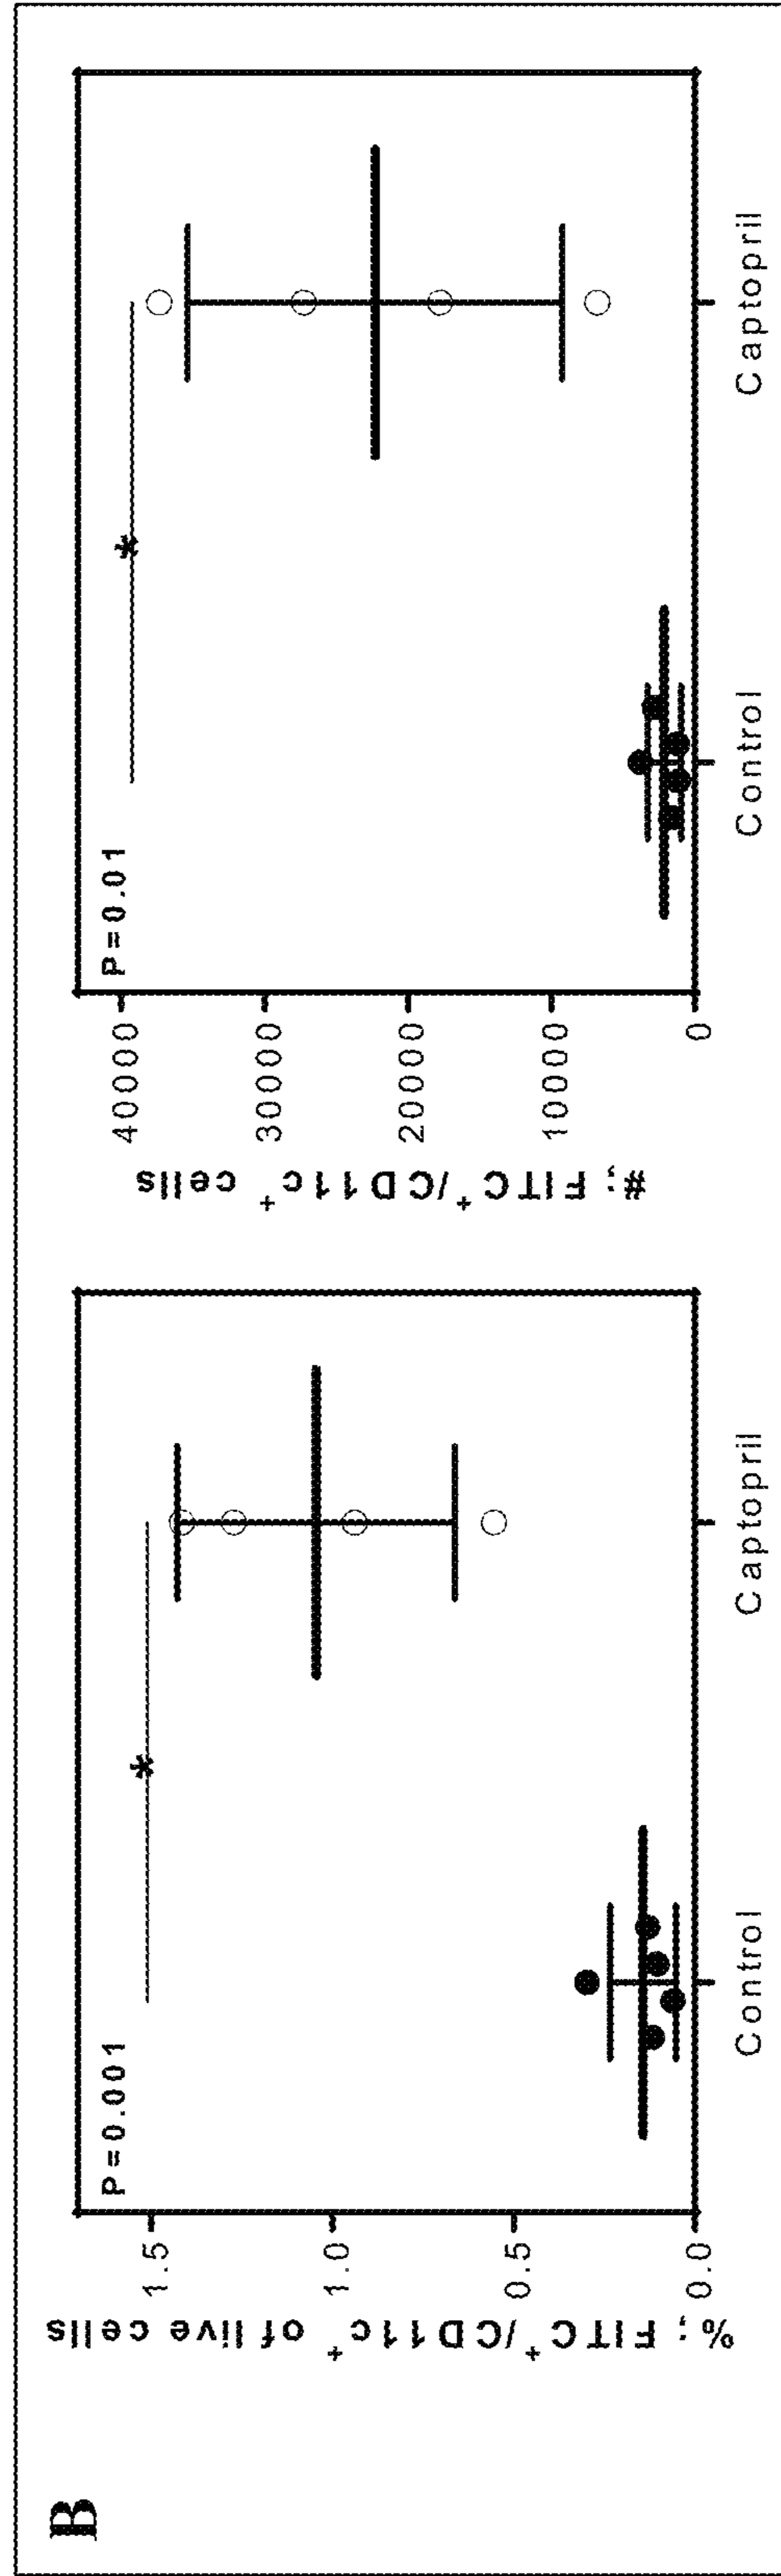 B
%; FITC⁺/CD11c⁺ of live cells
1.5
1.0
0.5
0.0
P=0.001
*
Control
Captopril
#; FITC⁺/CD11c⁺ cells
40000
30000
20000
10000
0
P=0.01
*
Control
Captopril